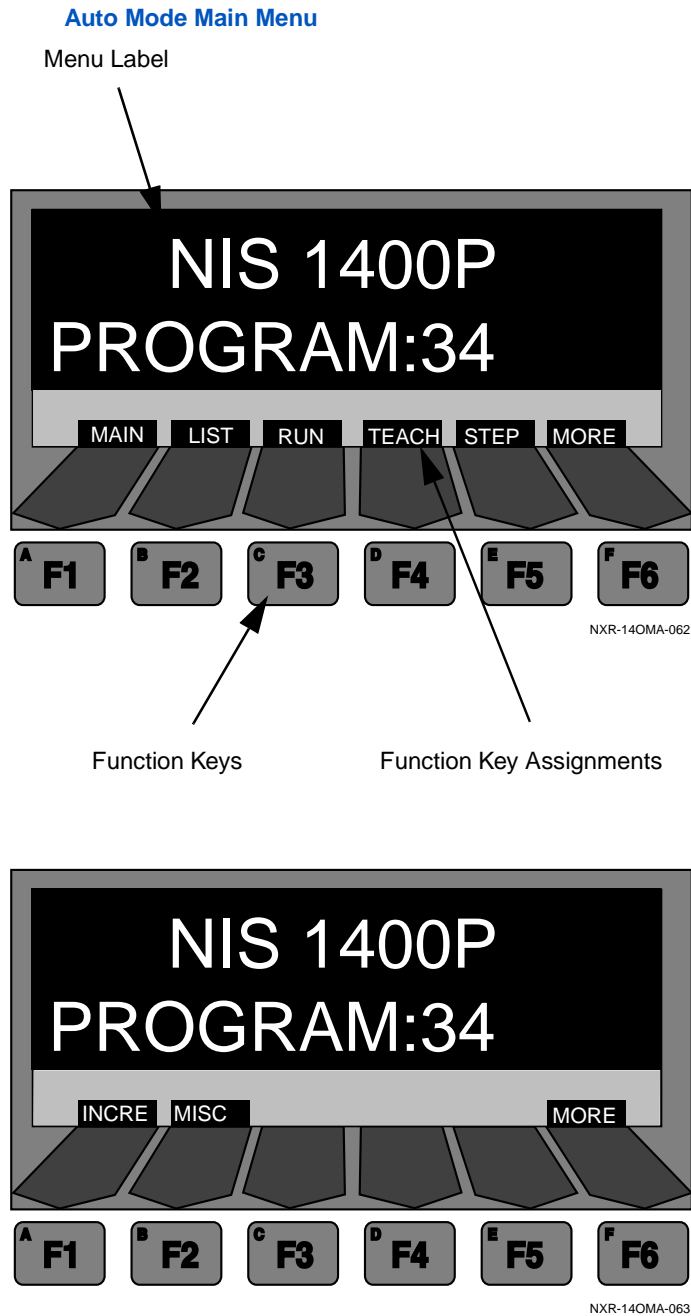 Auto Mode Main Menu
Menu Label
NIS 1400P
PROGRAM:34
MAIN LIST RUN TEACH STEP MORE
A F1 B F2 C F3 D F4 E F5 F F6
NXR-14OMA-062
Function Keys Function Key Assignments
NIS 1400P
PROGRAM:34
INCRE MISC MORE
A F1 B F2 C F3 D F4 E F5 F F6
NXR-14OMA-063